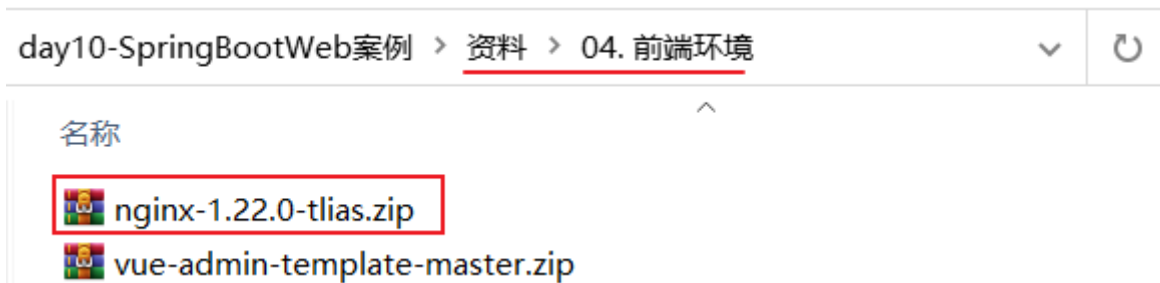 day10-SpringBootWeb案例 > 资料 > 04. 前端环境
名称
nginx-1.22.0-tlias.zip
vue-admin-template-master.zip